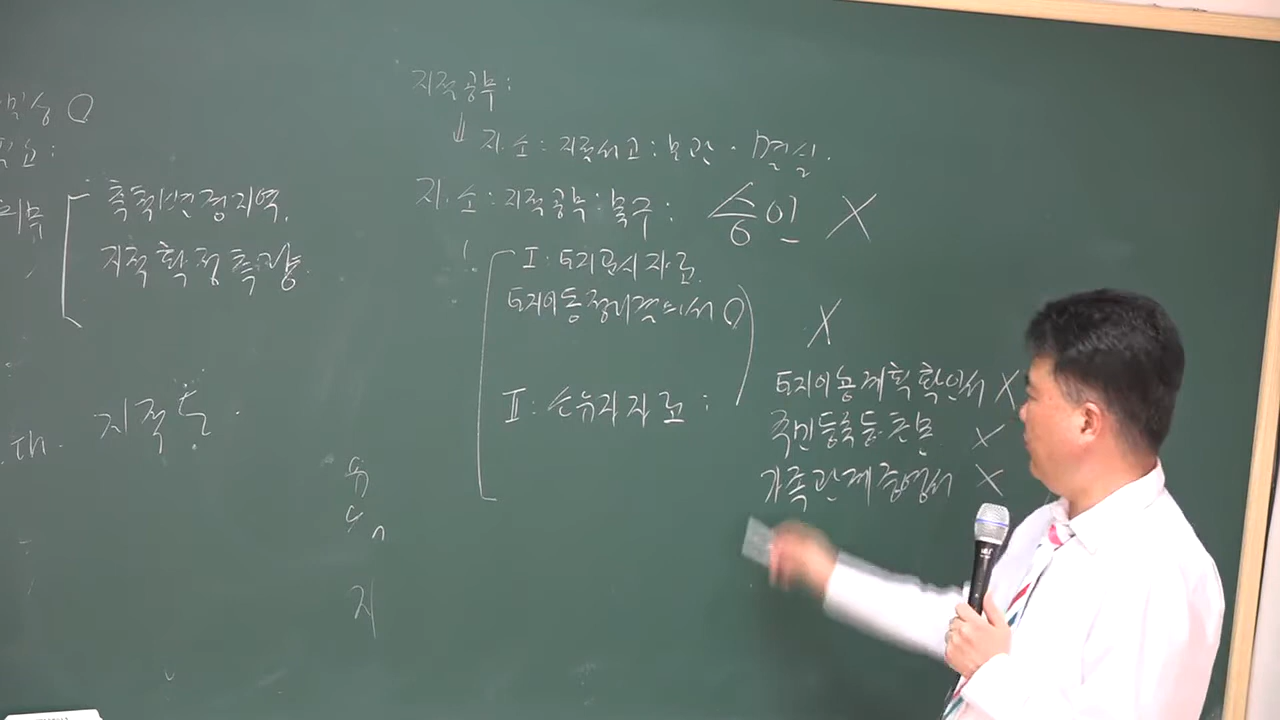 지적공부:
지.소: 지적서고: 보관. 멸실.
지.소: 지적공부: 복구: 승인 X
I: 토지표시자료.
토지이동정리결의서 O
X
II: 소유자자료:
토지이용계획확인서 X
주민등록등.초본 X
가족관계증명서 X
측척변경지역.
지적확정측량.
지적